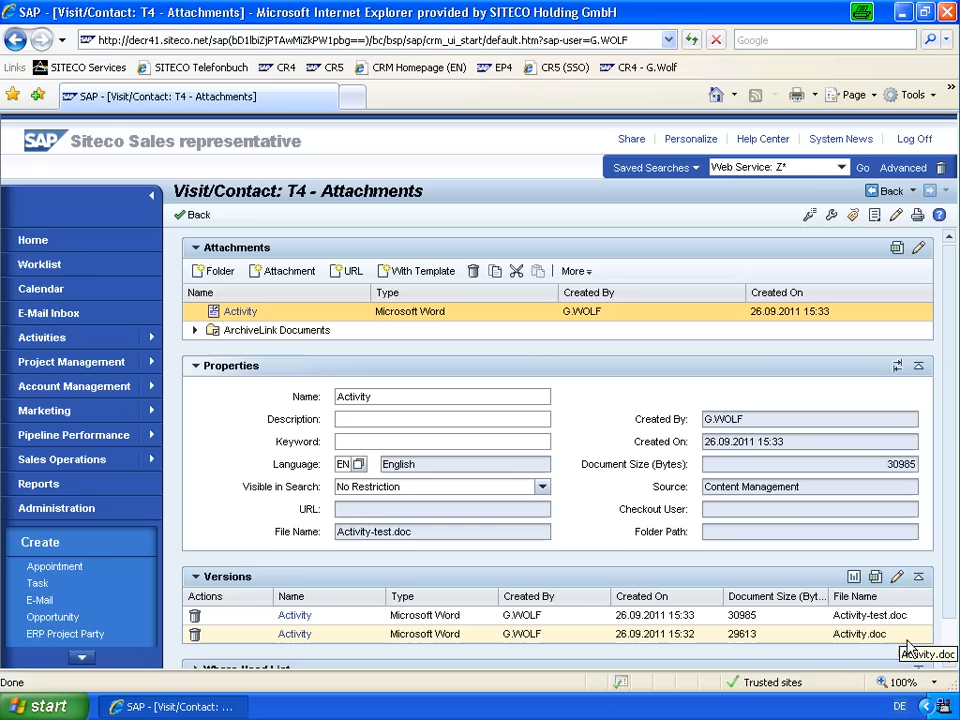 SAP - [Visit/Contact: T4 - Attachments] - Microsoft Internet Explorer provided by SITECO Holding GmbH
http://decr41.siteco.net/sap(bD1lbiZjPTAwMiZkPW1pbg==)/bc/bsp/sap/crm_ui_start/default.htm?sap-user=G.WOLF
Google
Links SITECO Services SITECO Telefonbuch CR4 CR5 CRM Homepage (EN) EP4 CR5 (SSO) CR4 - G.Wolf
SAP - [Visit/Contact: T4 - Attachments] Page Tools
SAP Siteco Sales representative
Share Personalize Help Center System News Log Off
Saved Searches Web Service: Z* Go Advanced
Visit/Contact: T4 - Attachments Back
Back
Home
Worklist
Calendar
E-Mail Inbox
Activities
Project Management
Account Management
Marketing
Pipeline Performance
Sales Operations
Reports
Administration
Create
Appointment
Task
E-Mail
Opportunity
ERP Project Party
Attachments
Folder Attachment URL With Template More
Name Type Created By Created On
Activity Microsoft Word G.WOLF 26.09.2011 15:33
ArchiveLink Documents
Properties
Name: Activity
Description: Created By: G.WOLF
Keyword: Created On: 26.09.2011 15:33
Language: EN English Document Size (Bytes): 30985
Visible in Search: No Restriction Source: Content Management
URL: Checkout User:
File Name: Activity-test.doc Folder Path:
Versions
Actions Name Type Created By Created On Document Size (Byt... File Name
Activity Microsoft Word G.WOLF 26.09.2011 15:33 30985 Activity-test.doc
Activity Microsoft Word G.WOLF 26.09.2011 15:32 29613 Activity.doc
Activity.doc
Where Used List
Done Trusted sites 100%
start SAP - [Visit/Contact: ... DE